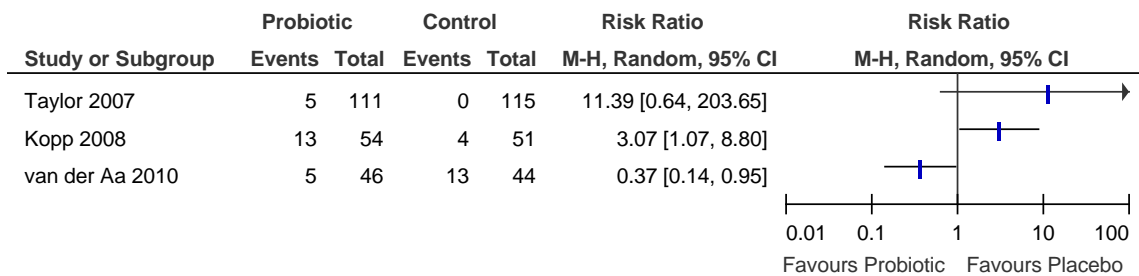 Probiotic Control Risk Ratio Risk Ratio
Study or Subgroup Events Total Events Total M-H, Random, 95% CI M-H, Random, 95% CI
Taylor 2007 5 111 0 115 11.39 [0.64, 203.65]
Kopp 2008 13 54 4 51 3.07 [1.07, 8.80]
van der Aa 2010 5 46 13 44 0.37 [0.14, 0.95]
0.01 0.1 1 10 100
Favours Probiotic Favours Placebo